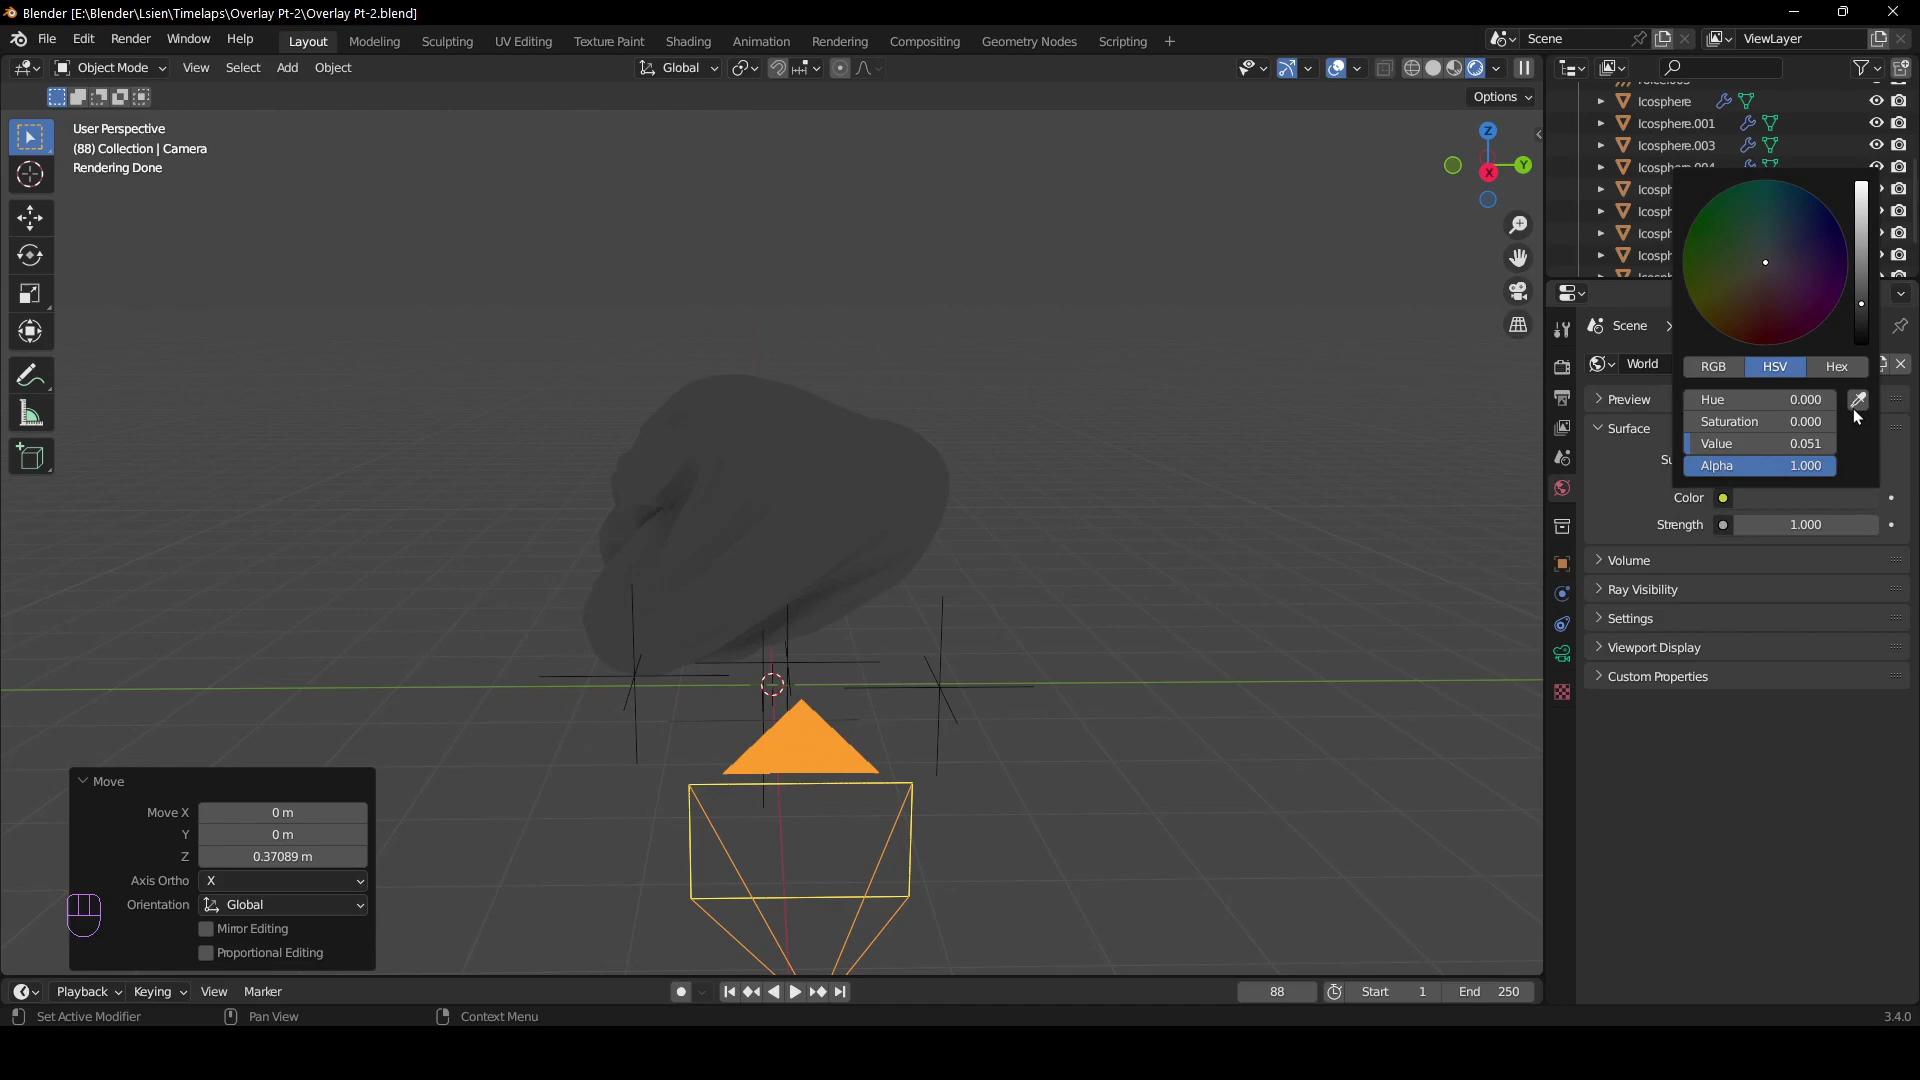 Blender [E:\Blender\Lsien\Timelaps\Overlay Pt-2\Overlay Pt-2.blend]
File Edit Render Window Help Layout Modeling Sculpting UV Editing Texture Paint Shading Animation Rendering Compositing Geometry Nodes Scripting + Scene ViewLayer
Object Mode View Select Add Object Global
Options
User Perspective
(88) Collection | Camera
Rendering Done
Z
Y
X
Icosphere
Icosphere.001
Icosphere.003
Icosph
Icosph
Icosph
Icosph
Scene
World
RGB HSV Hex
Hue 0.000
Saturation 0.000
Value 0.051
Alpha 1.000
Preview
Surface
Su
Color
Strength 1.000
Volume
Ray Visibility
Settings
Viewport Display
Custom Properties
Move
Move X 0 m
Y 0 m
Z 0.37089 m
Axis Ortho X
Orientation Global
Mirror Editing
Proportional Editing
Playback Keying View Marker 88 Start 1 End 250
Set Active Modifier Pan View Context Menu 3.4.0